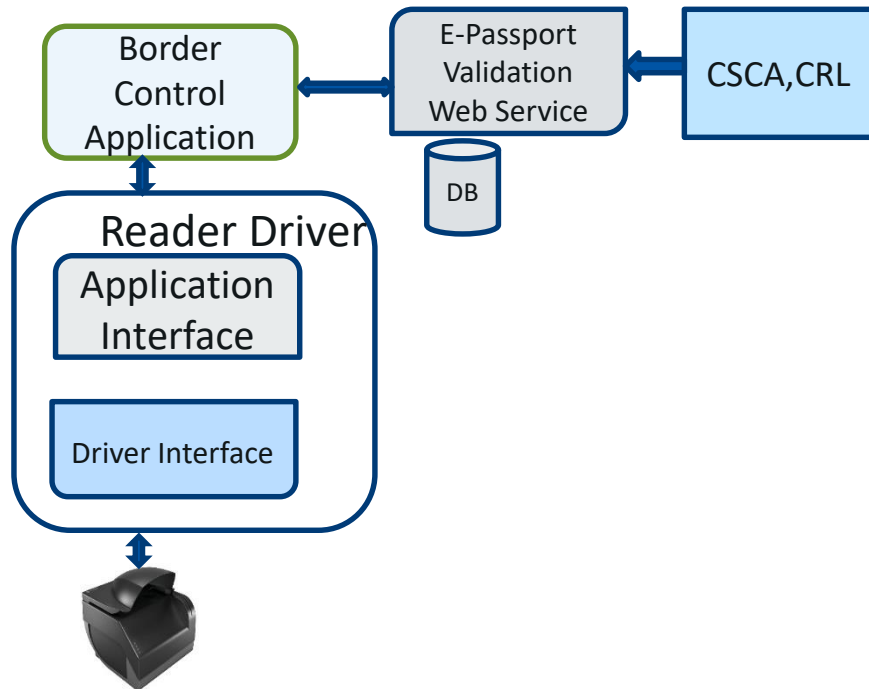 Border
Control
Application
E-Passport
Validation
Web Service
CSCA,CRL
DB
Reader Driver
Application
Interface
Driver Interface